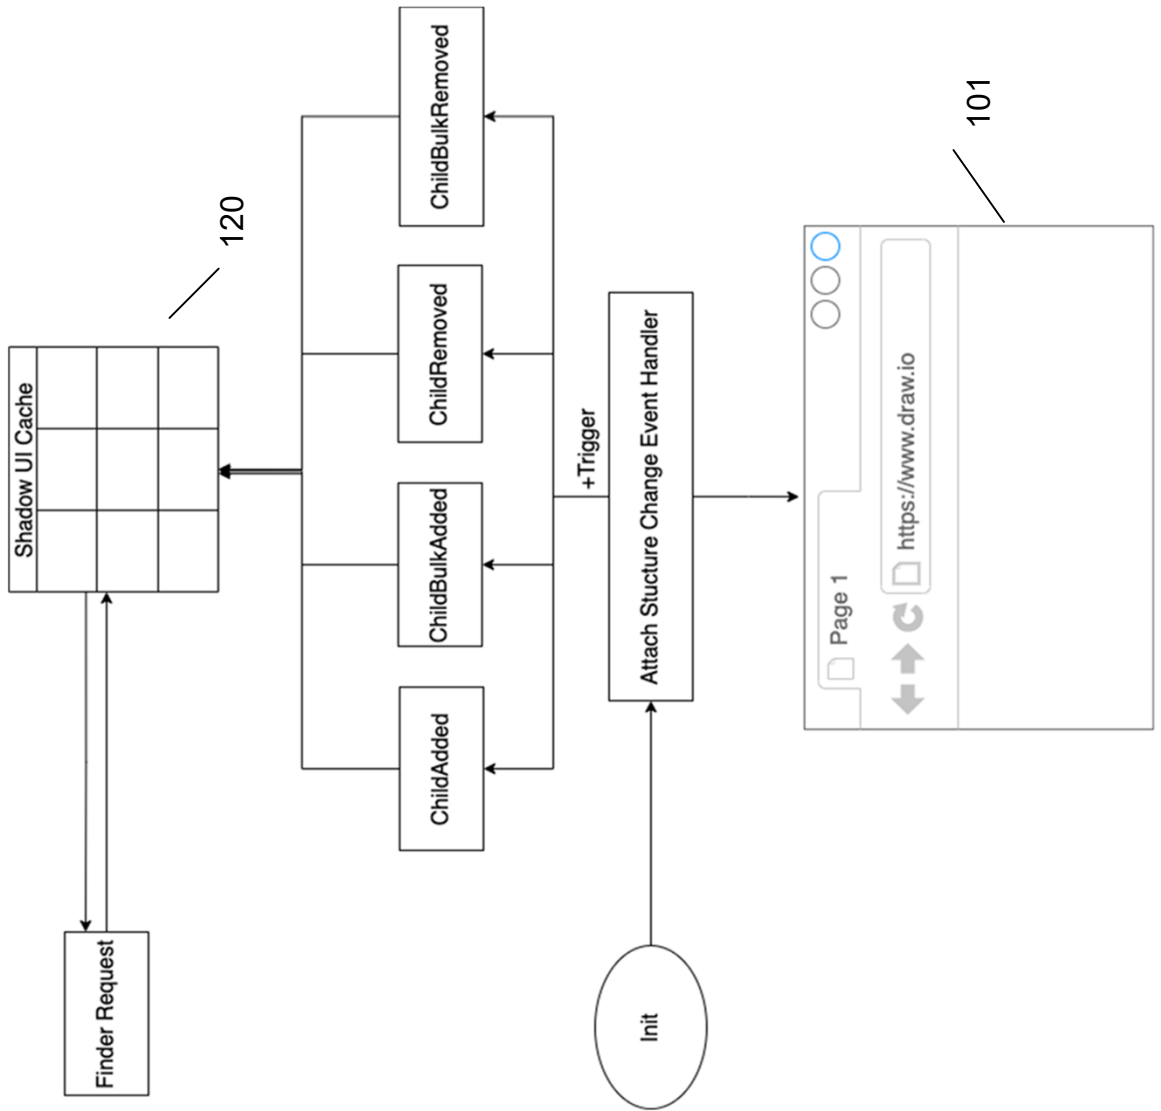 Finder Request
Shadow UI Cache
120
ChildAdded
ChildBulkAdded
ChildRemoved
ChildBulkRemoved
+Trigger
Init
Attach Stucture Change Event Handler
101
Page 1
https://www.draw.io